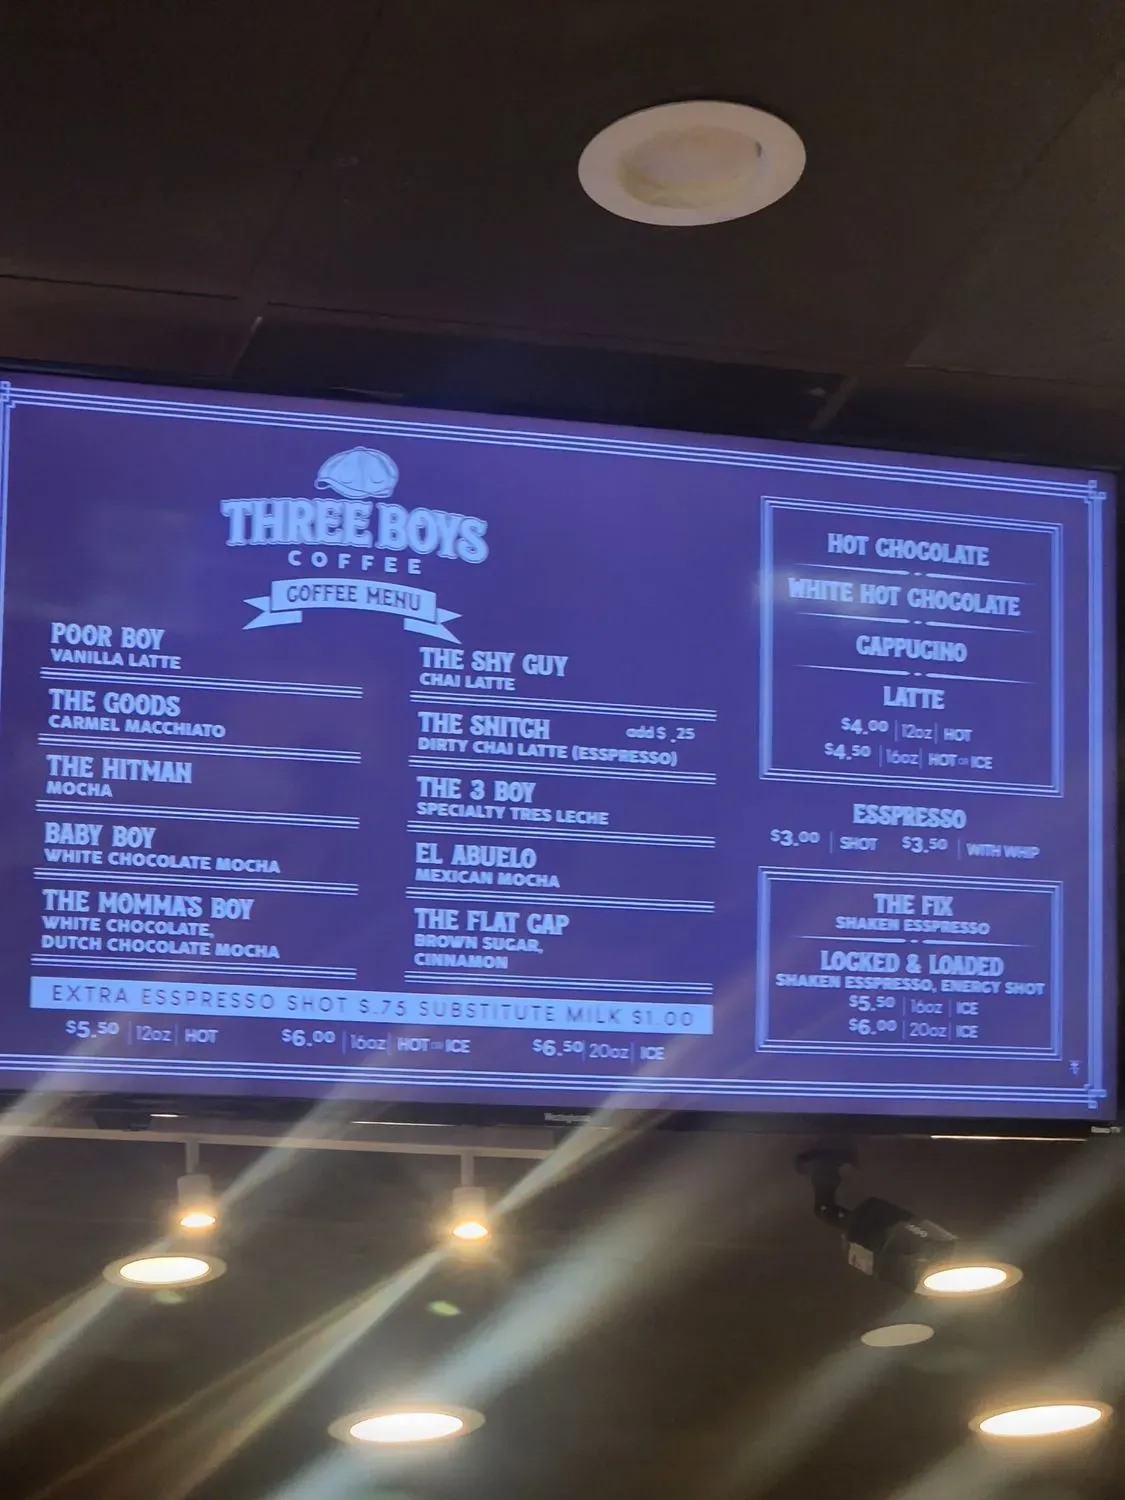 THREE BOYS
COFFEE
COFFEE MENU
POOR BOY
VANILLA LATTE
THE GOODS
CARMEL MACCHIATO
THE HITMAN
MOCHA
BABY BOY
WHITE CHOCOLATE MOCHA
THE MOMMA'S BOY
WHITE CHOCOLATE,
DUTCH CHOCOLATE MOCHA
THE SHY GUY
CHAI LATTE
THE SNITCH add $ .25
DIRTY CHAI LATTE (ESSPRESSO)
THE 3 BOY
SPECIALTY TRES LECHE
EL ABUELO
MEXICAN MOCHA
THE FLAT CAP
BROWN SUGAR,
CINNAMON
EXTRA ESSPRESSO SHOT $.75 SUBSTITUTE MILK $1.00
$5.50 | 12oz | HOT $6.00 | 16oz | HOT OR ICE $6.50 | 20oz | ICE
HOT CHOCOLATE
WHITE HOT CHOCOLATE
CAPPUCINO
LATTE
$4.00 | 12oz | HOT
$4.50 | 16oz | HOT OR ICE
ESSPRESSO
$3.00 | SHOT $3.50 | WITH WHIP
THE FIX
SHAKEN ESSPRESSO
LOCKED & LOADED
SHAKEN ESSPRESSO, ENERGY SHOT
$5.50 | 16oz | ICE
$6.00 | 20oz | ICE
Westinghouse
Roku TV